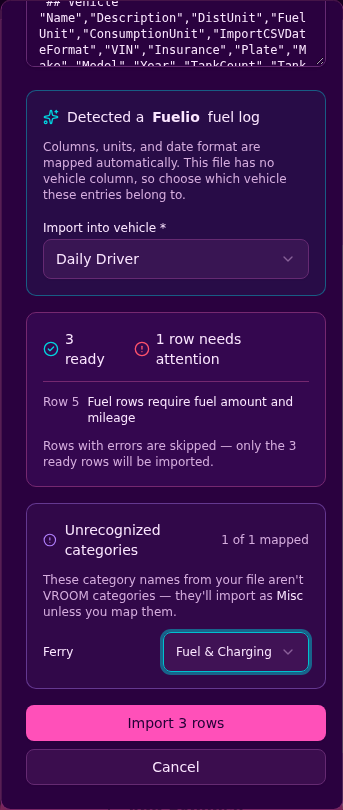 "## Vehicle"
"Name","Description","DistUnit","Fuel
Unit","ConsumptionUnit","ImportCSVDat
eFormat","VIN","Insurance","Plate","M
ake","Model","Year","TankCount","Tank
Detected a Fuelio fuel log
Columns, units, and date format are
mapped automatically. This file has no
vehicle column, so choose which vehicle
these entries belong to.
Import into vehicle *
Daily Driver
3
ready
1 row needs
attention
Row 5 Fuel rows require fuel amount and
mileage
Rows with errors are skipped — only the 3
ready rows will be imported.
Unrecognized
categories
1 of 1 mapped
These category names from your file aren't
VROOM categories — they'll import as Misc
unless you map them.
Ferry
Fuel & Charging
Import 3 rows
Cancel